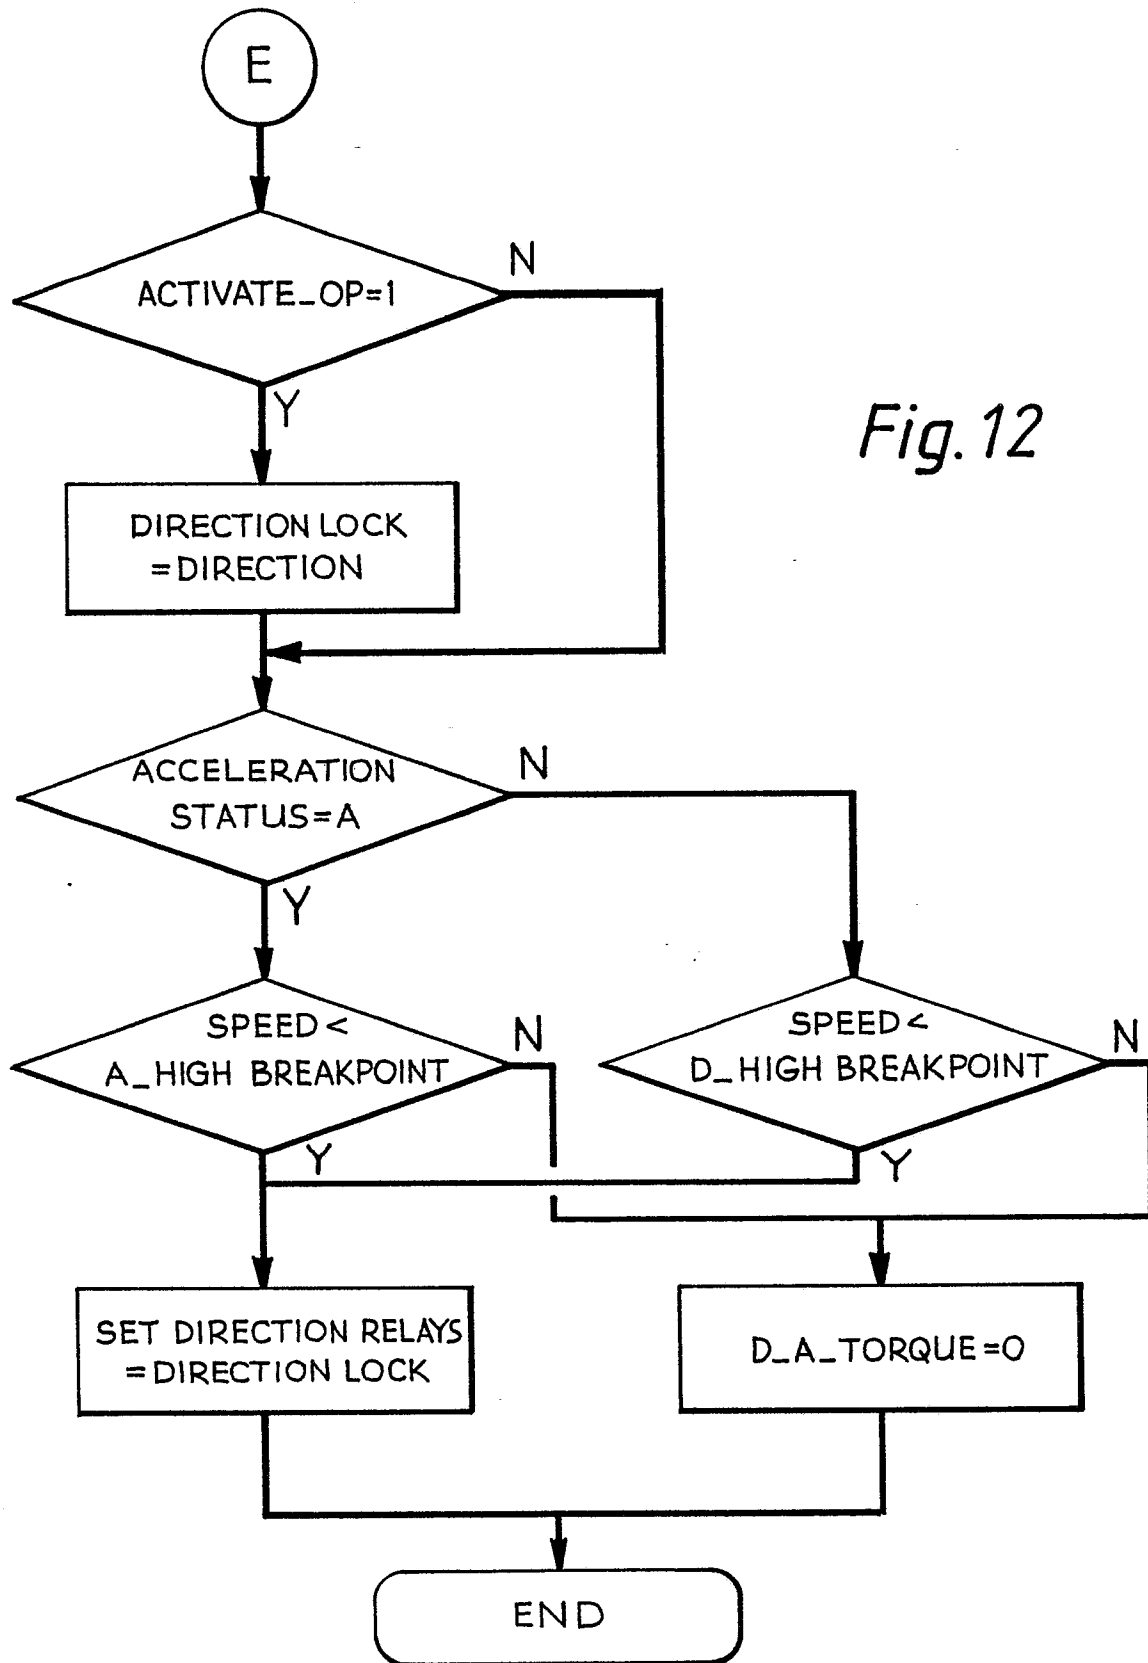 E
ACTIVATE_OP=1
N
Y
Fig. 12
DIRECTION LOCK
=DIRECTION
ACCELERATION
STATUS=A
N
Y
SPEED<
A_HIGH BREAKPOINT
N
Y
SPEED<
D_HIGH BREAKPOINT
N
Y
SET DIRECTION RELAYS
=DIRECTION LOCK
D_A_TORQUE=0
END